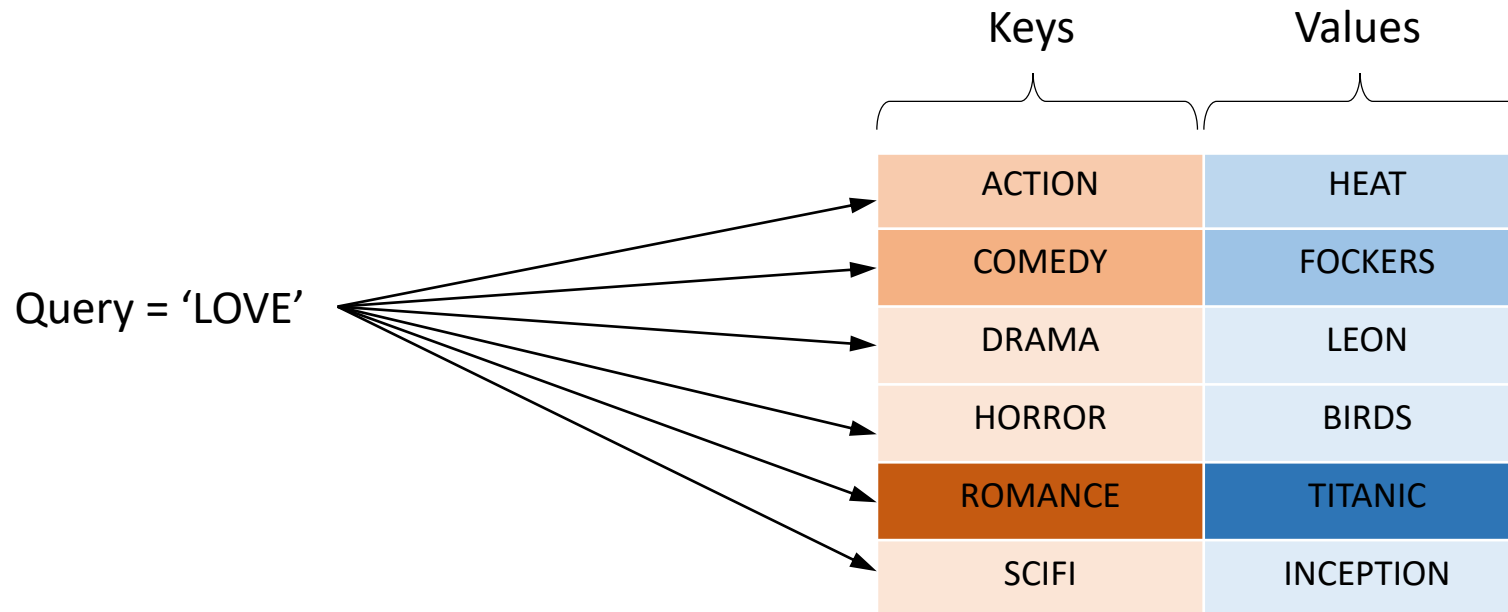 Keys Values
ACTION HEAT
COMEDY FOCKERS
Query = ‘LOVE’
DRAMA LEON
HORROR BIRDS
ROMANCE TITANIC
SCIFI INCEPTION